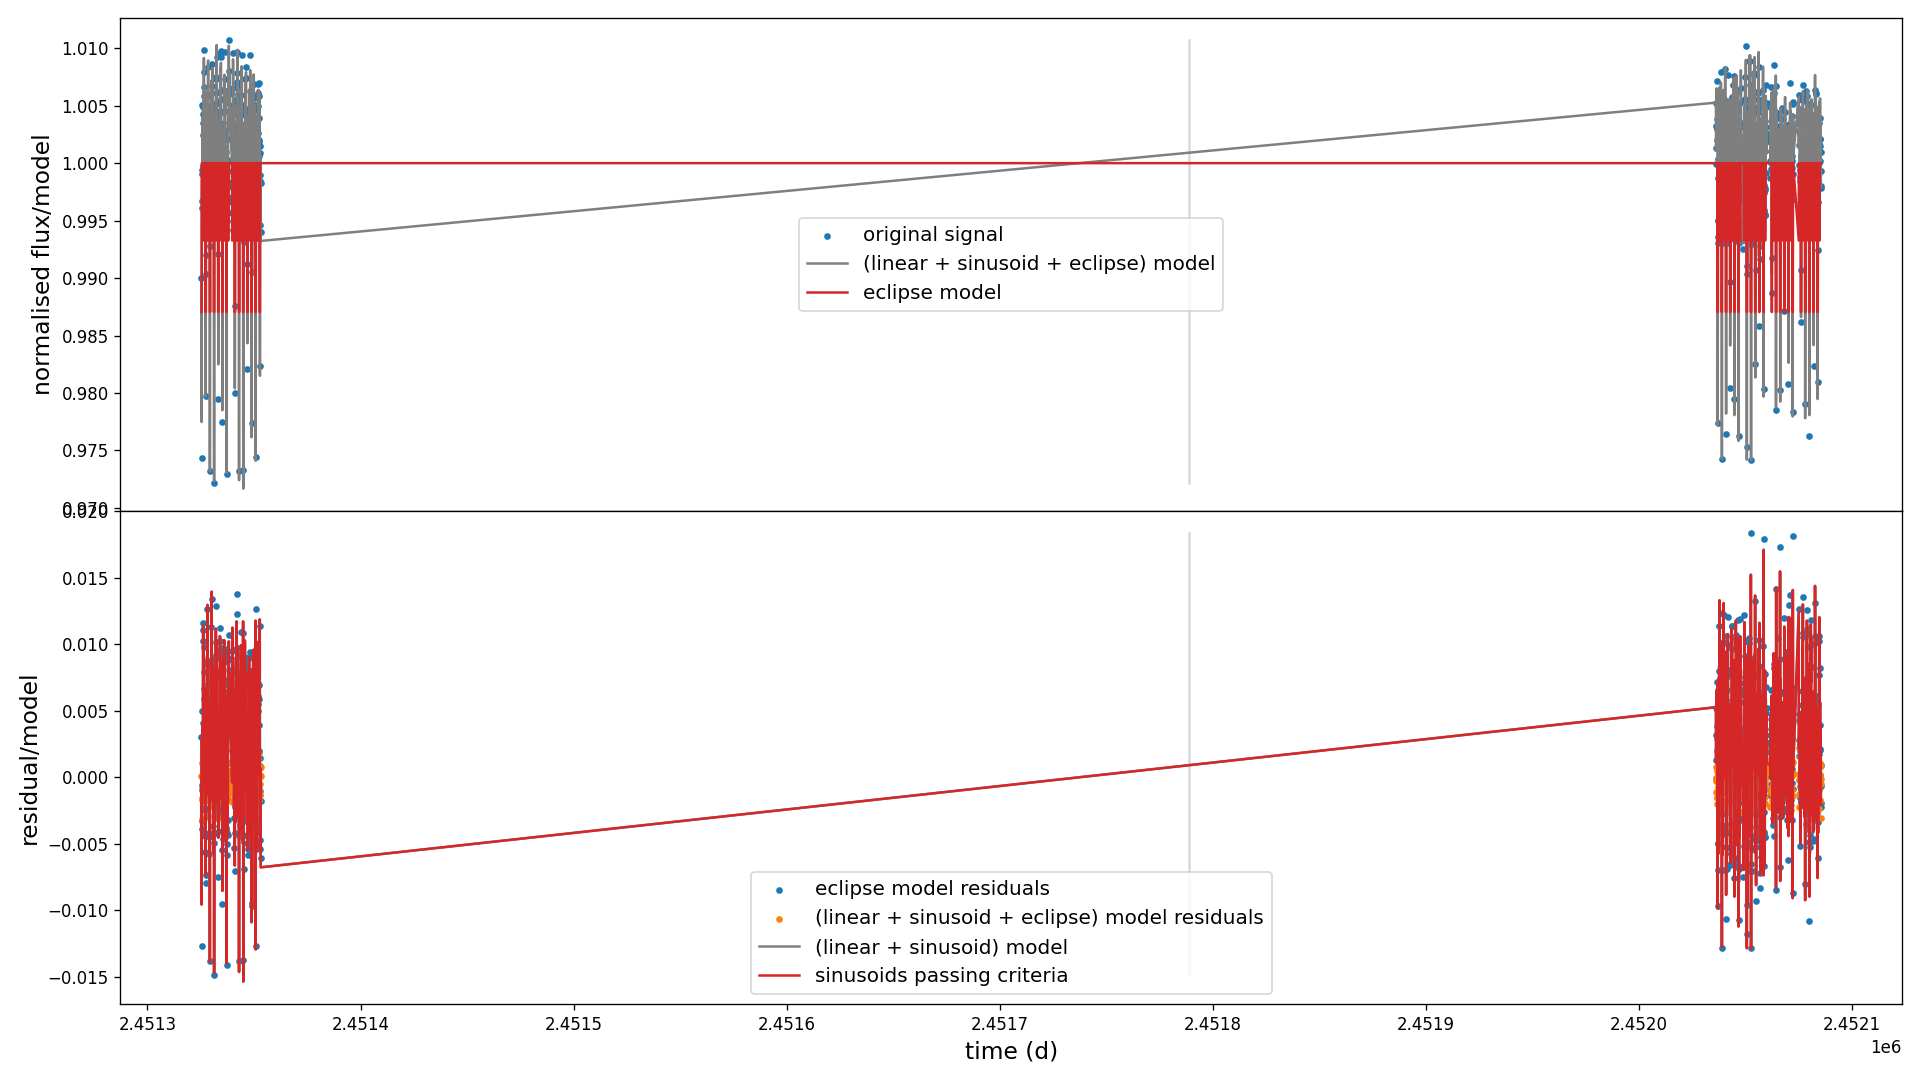 1.010
1.005
1.000
0.995
0.990
0.985
0.980
0.975
0.970
normalised flux/model
original signal
(linear + sinusoid + eclipse) model
eclipse model
0.020
0.015
0.010
0.005
0.000
−0.005
−0.010
−0.015
residual/model
eclipse model residuals
(linear + sinusoid + eclipse) model residuals
(linear + sinusoid) model
sinusoids passing criteria
2.4513 2.4514 2.4515 2.4516 2.4517 2.4518 2.4519 2.4520 2.4521
1e6
time (d)